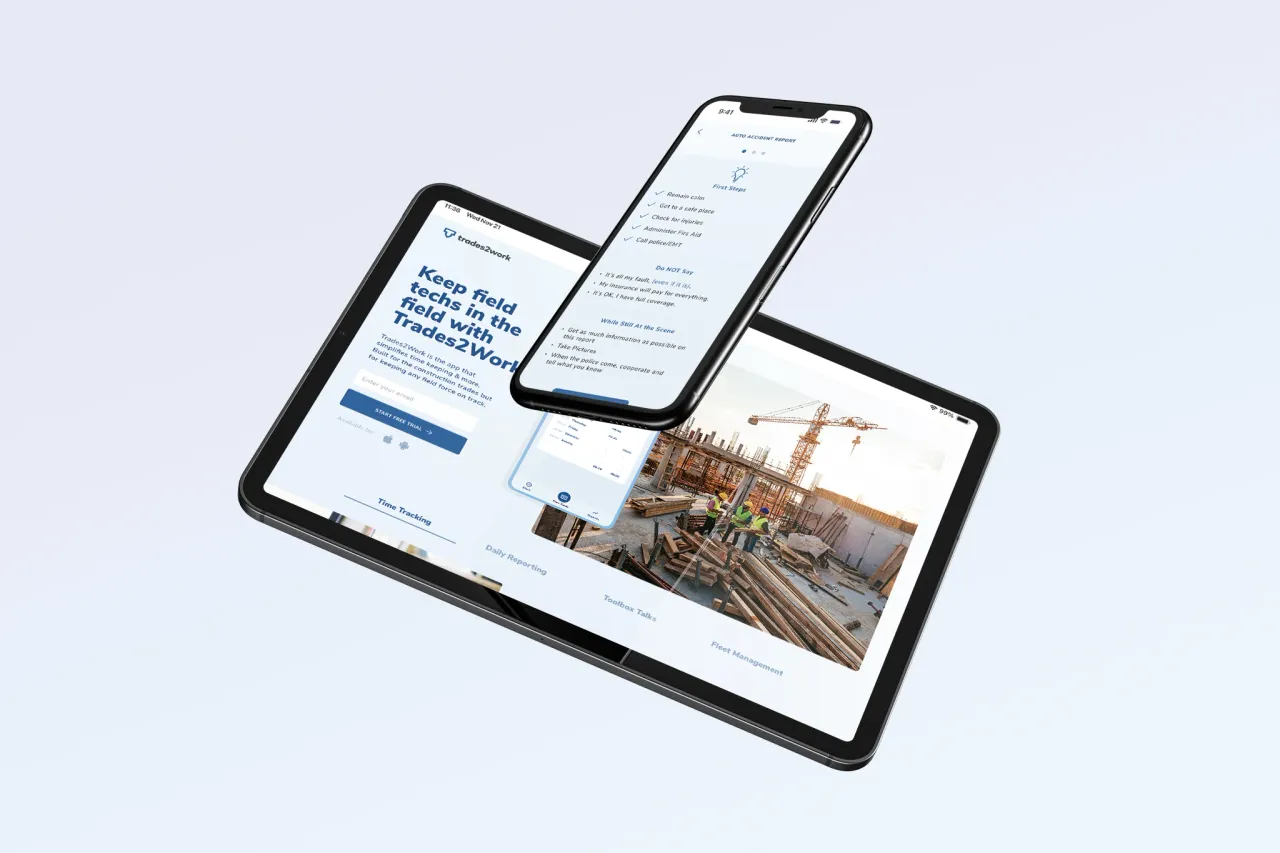 9:41
AUTO ACCIDENT REPORT
First Steps
Remain calm
Get to a safe place
Check for injuries
Administer Firs Aid
Call police/EMT
Do NOT Say
• It's all my fault, (even if it is).
• My insurance will pay for everything.
• It's OK, I have full coverage.
While Still At the Scene
• Get as much information as possible on
this report
• Take Pictures
• When the police come, cooperate and
tell what you know
11:38 Wed Nov 21
99%
trades2work
Keep field
techs in the
field with
Trades2Work
Trades2Work is the app that
simplifies time keeping & more.
Built for the construction trades but
for keeping any field force on track.
Enter your email
START FREE TRIAL →
Available for
Time Tracking
Daily Reporting
Toolbox Talks
Fleet Management